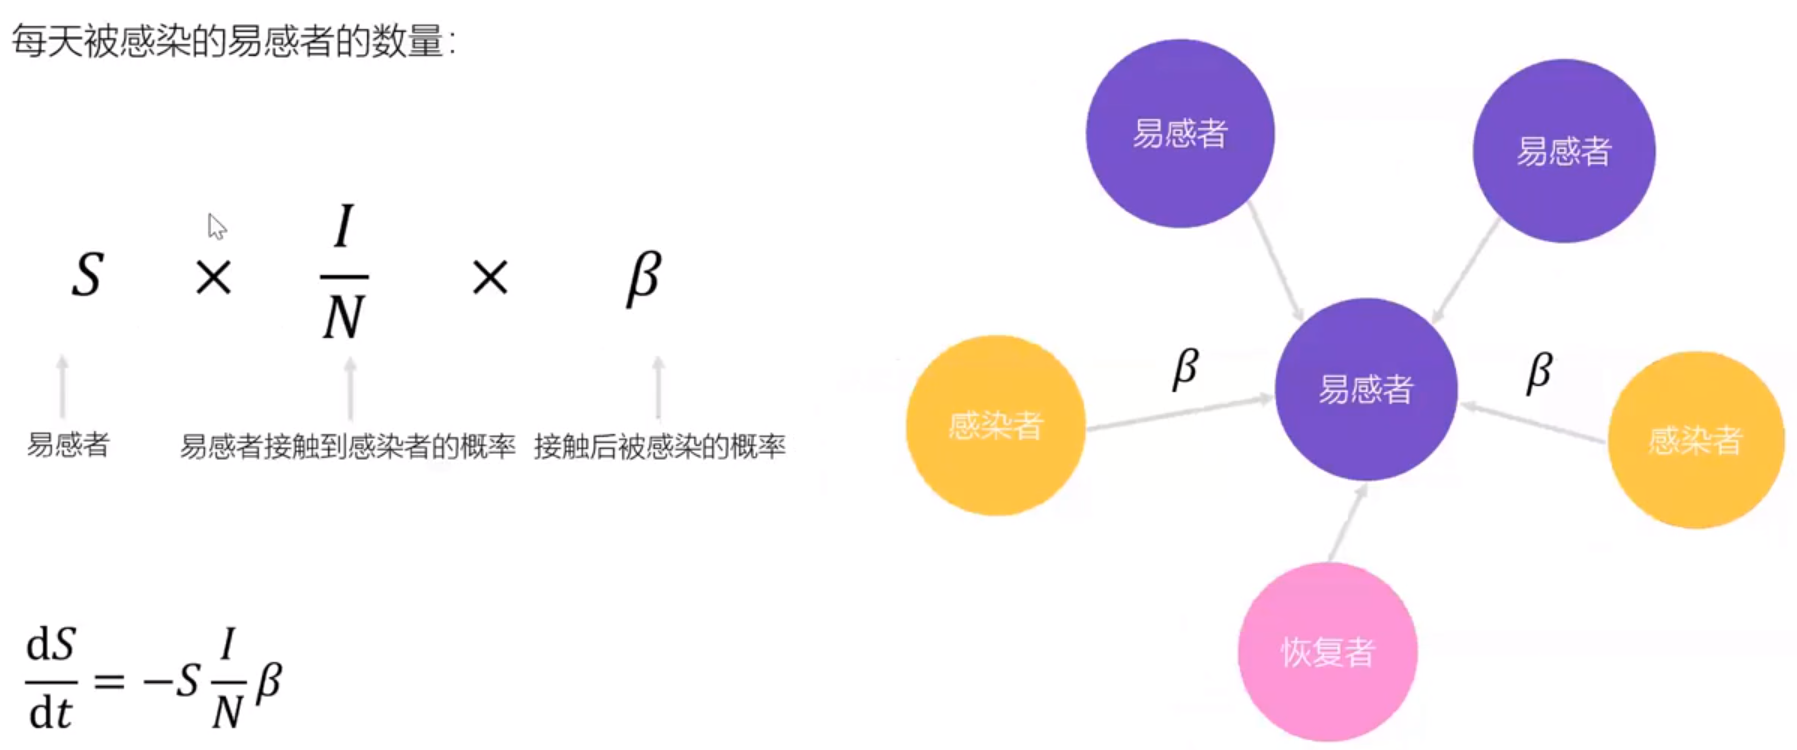 每天被感染的易感者的数量:
S × I/N × β
易感者 易感者接触到感染者的概率 接触后被感染的概率
dS/dt = −S I/N β
易感者
易感者
β
β
感染者
易感者
感染者
恢复者